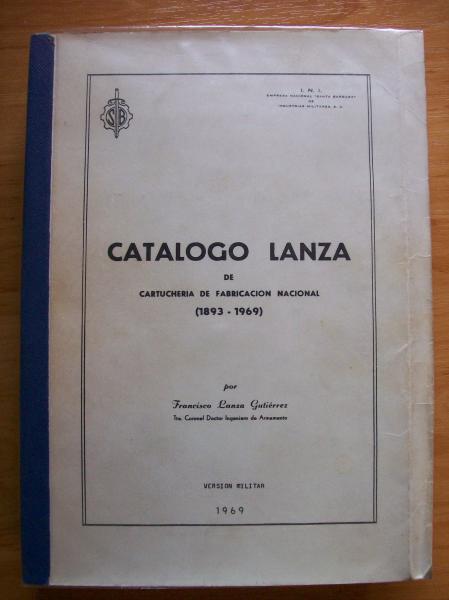 SB
I. N. I.
EMPRESA NACIONAL "SANTA BARBARA"
DE
INDUSTRIAS MILITARES, S. A.
CATALOGO LANZA
DE
CARTUCHERIA DE FABRICACION NACIONAL
(1893 - 1969)
por
Francisco Lanza Gutiérrez
Tte. Coronel Doctor Ingeniero de Armamento
VERSION MILITAR
1969